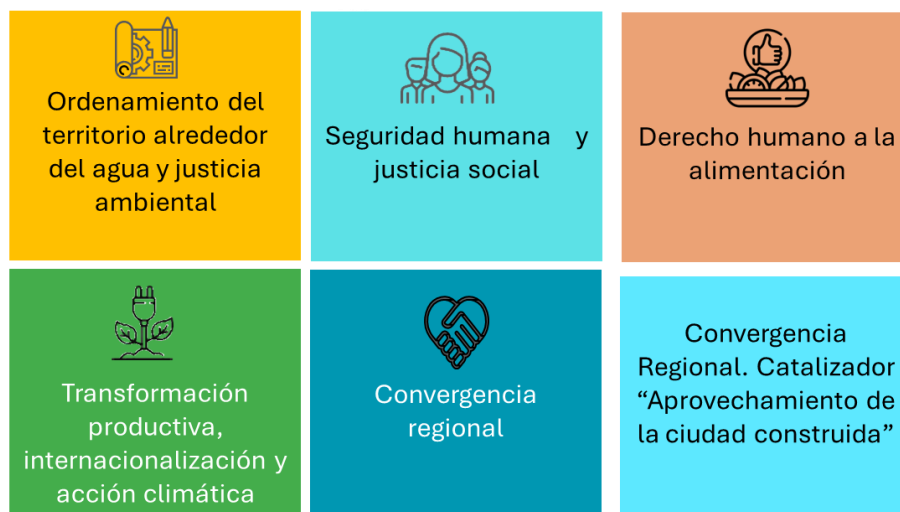 Ordenamiento del
territorio alrededor
del agua y justicia
ambiental
Seguridad humana y
justicia social
Derecho humano a la
alimentación
Transformación
productiva,
internacionalización y
acción climática
Convergencia
regional
Convergencia
Regional. Catalizador
“Aprovechamiento de
la ciudad construida”